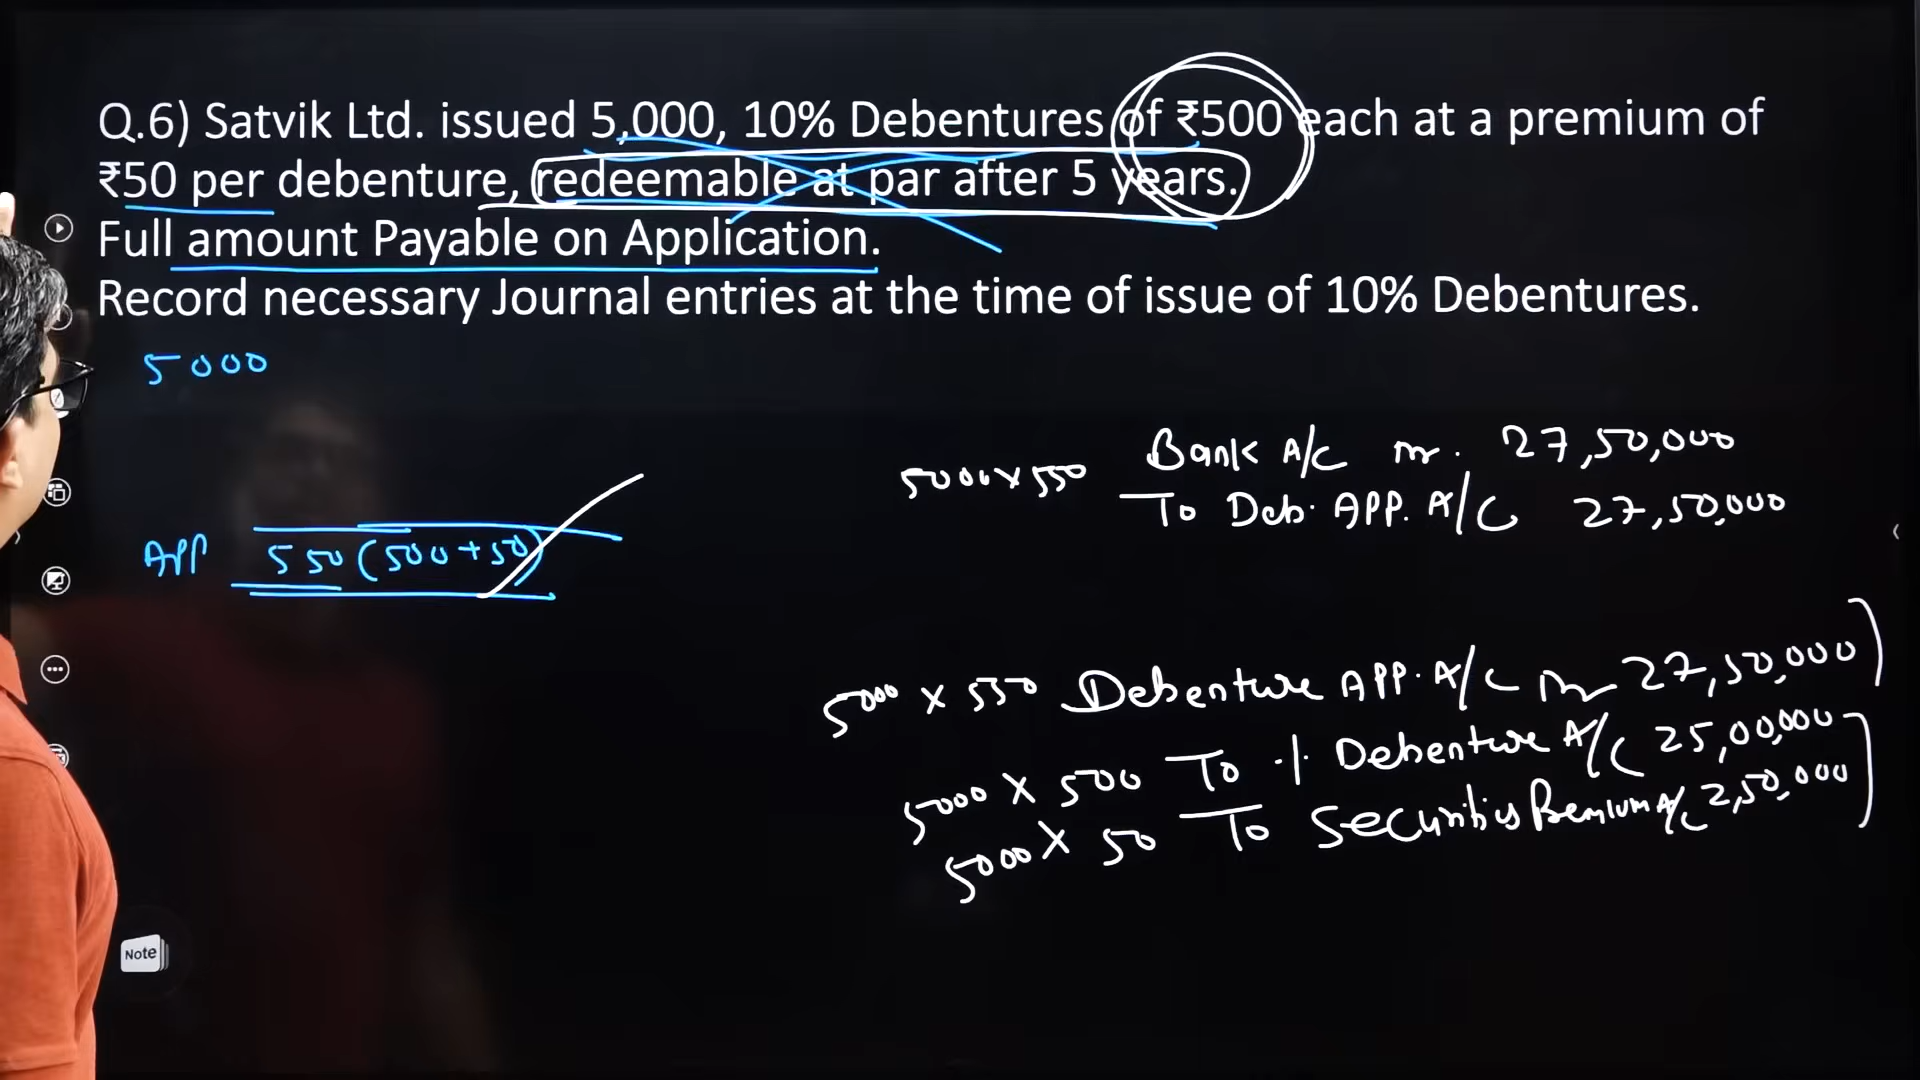 Q.6) Satvik Ltd. issued 5,000, 10% Debentures of ₹500 each at a premium of
₹50 per debenture, redeemable at par after 5 years.
Full amount Payable on Application.
Record necessary Journal entries at the time of issue of 10% Debentures.
5000
5000 x 550 Bank A/C Dr. 27,50,000
To Deb. APP. A/C 27,50,000
APP 550 (500+50)
5000 x 550 Debenture APP. A/C Dr 27,50,000
5000 x 500 To % Debenture A/C 25,00,000
5000 x 50 To Securities Premium A/C 2,50,000
Note